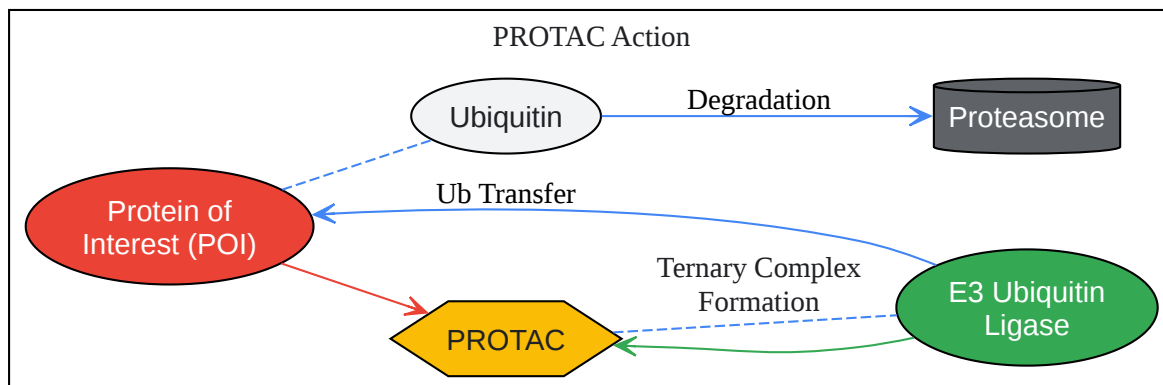 PROTAC Action
Ubiquitin
Degradation
Proteasome
Protein of
Interest (POI)
Ub Transfer
Ternary Complex
Formation
E3 Ubiquitin
Ligase
PROTAC